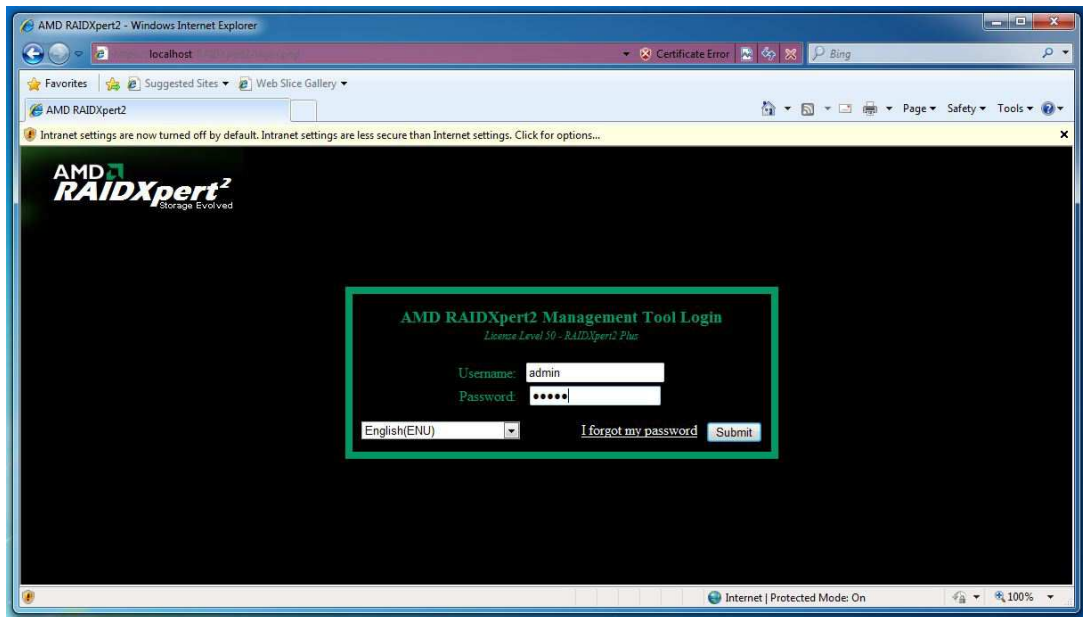 AMD RAIDXpert2 - Windows Internet Explorer
localhost Certificate Error Bing
Favorites Suggested Sites Web Slice Gallery
AMD RAIDXpert2 Page Safety Tools
Intranet settings are now turned off by default. Intranet settings are less secure than Internet settings. Click for options...
AMD
RAIDXpert2
Storage Evolved
AMD RAIDXpert2 Management Tool Login
License Level 50 - RAIDXpert2 Plus
Username: admin
Password: •••••
English(ENU) I forgot my password Submit
Internet | Protected Mode: On 100%